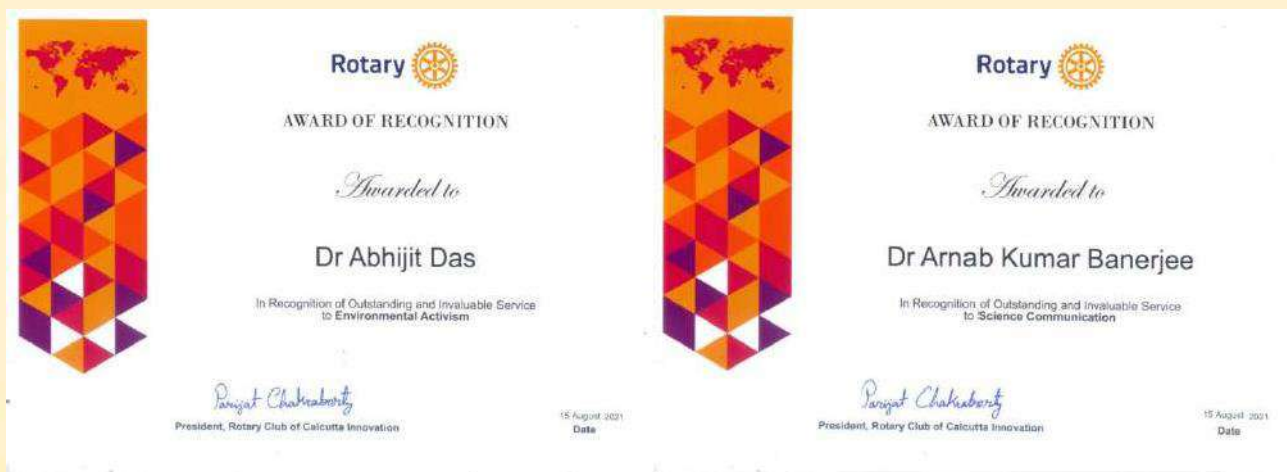 Rotary
AWARD OF RECOGNITION
Awarded to
Dr Abhijit Das
In Recognition of Outstanding and Invaluable Service
to Environmental Activism
Parijat Chakraborty
President, Rotary Club of Calcutta Innovation
15 August 2021
Date
Rotary
AWARD OF RECOGNITION
Awarded to
Dr Arnab Kumar Banerjee
In Recognition of Outstanding and Invaluable Service
to Science Communication
Parijat Chakraborty
President, Rotary Club of Calcutta Innovation
15 August 2021
Date